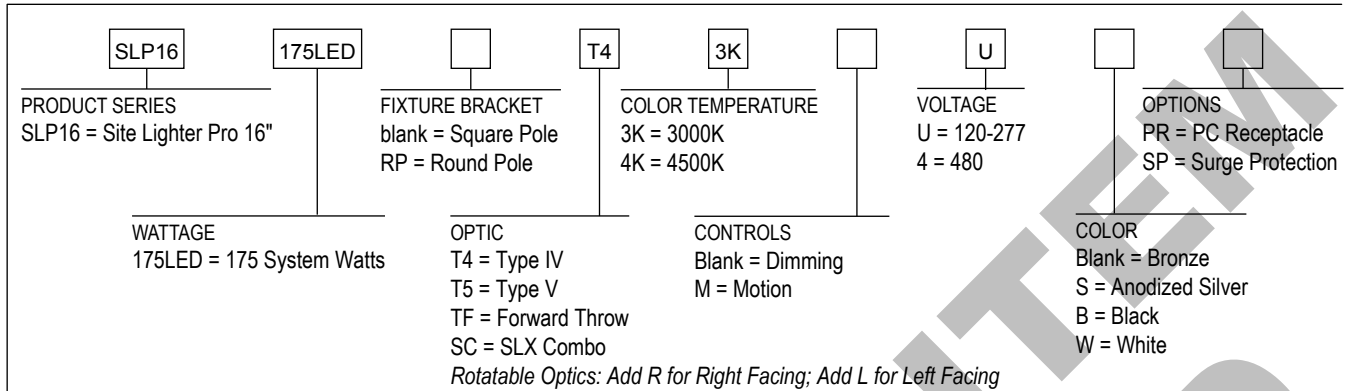 SLP16 175LED T4 3K U
PRODUCT SERIES
SLP16 = Site Lighter Pro 16"
FIXTURE BRACKET
blank = Square Pole
RP = Round Pole
COLOR TEMPERATURE
3K = 3000K
4K = 4500K
VOLTAGE
U = 120-277
4 = 480
OPTIONS
PR = PC Receptacle
SP = Surge Protection
WATTAGE
175LED = 175 System Watts
OPTIC
T4 = Type IV
T5 = Type V
TF = Forward Throw
SC = SLX Combo
Rotatable Optics: Add R for Right Facing; Add L for Left Facing
CONTROLS
Blank = Dimming
M = Motion
COLOR
Blank = Bronze
S = Anodized Silver
B = Black
W = White